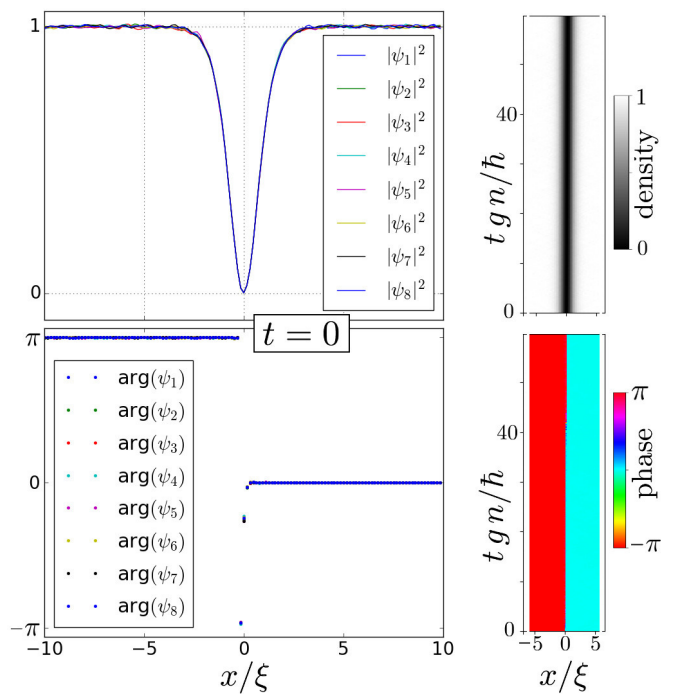 1
0
|ψ₁|²
|ψ₂|²
|ψ₃|²
|ψ₄|²
|ψ₅|²
|ψ₆|²
|ψ₇|²
|ψ₈|²
t = 0
π
0
−π
arg(ψ₁)
arg(ψ₂)
arg(ψ₃)
arg(ψ₄)
arg(ψ₅)
arg(ψ₆)
arg(ψ₇)
arg(ψ₈)
−10 −5 0 5 10
x/ξ
40
0
t g n/ħ
1
0
density
40
0
t g n/ħ
−5 0 5
x/ξ
π
−π
phase